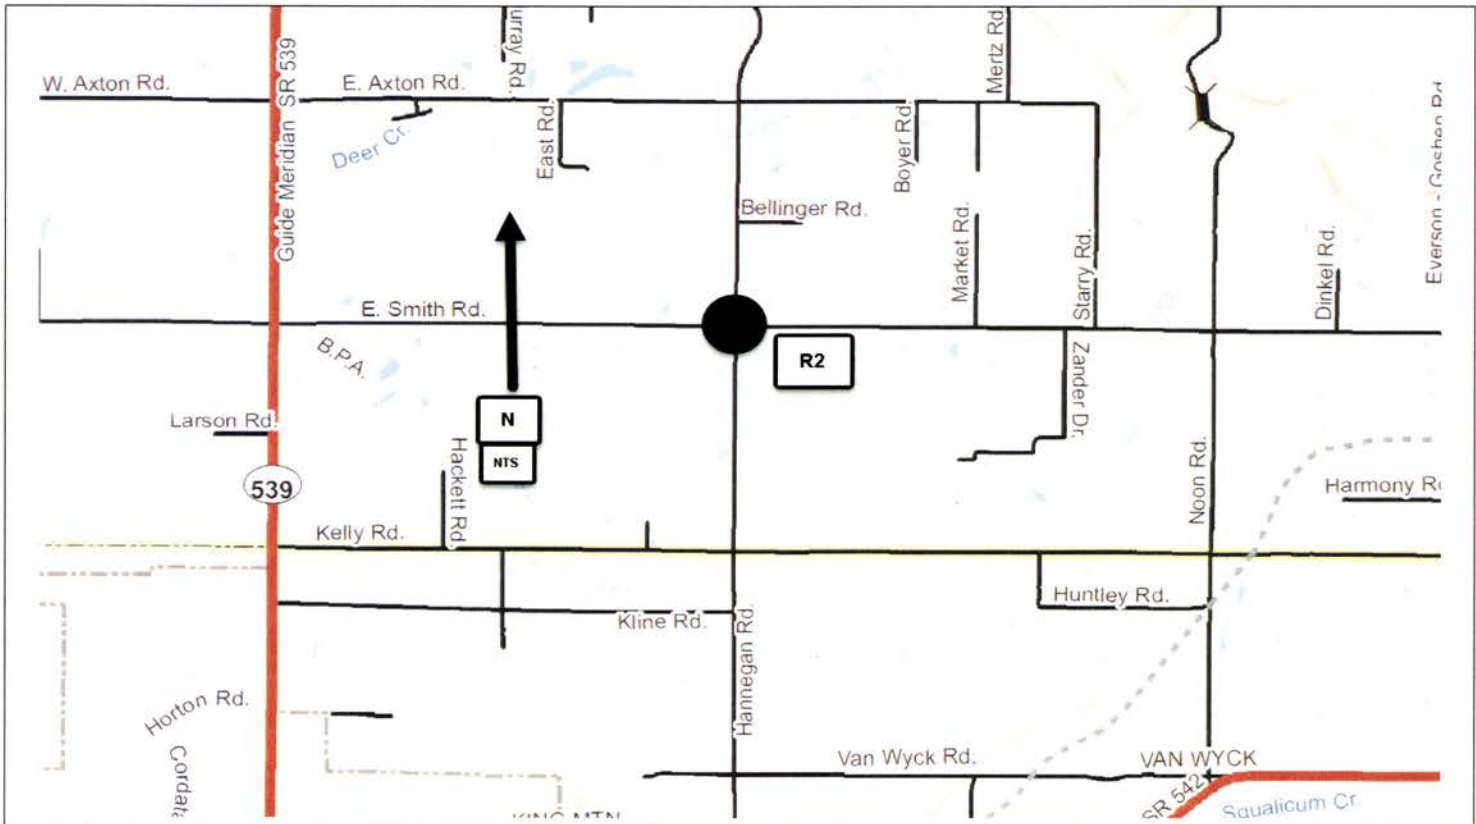 urray Rd.
Mertz Rd
Guide Meridian SR 539
W. Axton Rd.
E. Axton Rd.
Deer Cr.
East Rd.
Boyer Rd.
Everson - Goshen Rd
Bellinger Rd.
Market Rd.
Starry Rd.
Dinkel Rd.
E. Smith Rd.
B.P.A.
R2
Zander Dr.
Larson Rd.
N
NTS
Hackett Rd.
Noon Rd.
539
Harmony Rd
Kelly Rd.
Huntley Rd.
Kline Rd.
Hannegan Rd.
Horton Rd.
Cordata
Van Wyck Rd.
VAN WYCK
SR 542
Squalicum Cr.
KING MTN